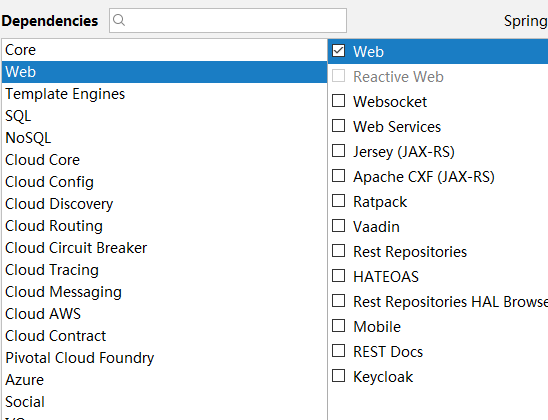 Dependencies
Spring
Core
Web
Template Engines
SQL
NoSQL
Cloud Core
Cloud Config
Cloud Discovery
Cloud Routing
Cloud Circuit Breaker
Cloud Tracing
Cloud Messaging
Cloud AWS
Cloud Contract
Pivotal Cloud Foundry
Azure
Social
Web
Reactive Web
Websocket
Web Services
Jersey (JAX-RS)
Apache CXF (JAX-RS)
Ratpack
Vaadin
Rest Repositories
HATEOAS
Rest Repositories HAL Browse
Mobile
REST Docs
Keycloak